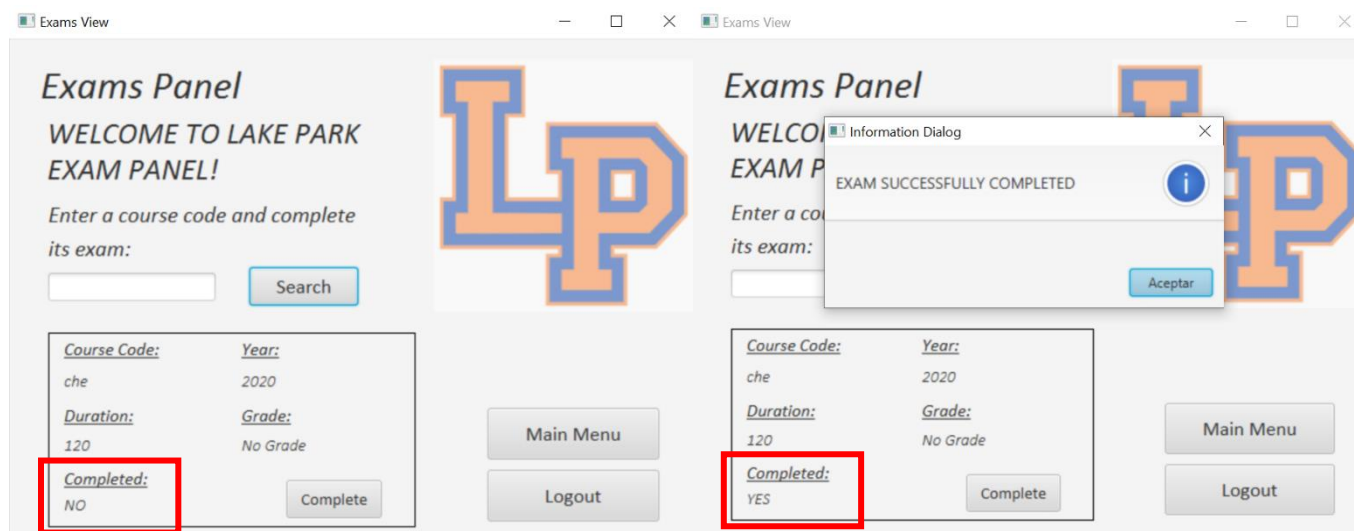 Exams View
Exams Panel
WELCOME TO LAKE PARK
EXAM PANEL!
Enter a course code and complete
its exam:
Search
LP
Course Code:
Year:
che
2020
Duration:
Grade:
120
No Grade
Completed:
NO
Complete
Main Menu
Logout
Exams View
Exams Panel
WELCO
EXAM P
Enter a cou
its exam:
Information Dialog
EXAM SUCCESSFULLY COMPLETED
i
Aceptar
LP
Course Code:
Year:
che
2020
Duration:
Grade:
120
No Grade
Completed:
YES
Complete
Main Menu
Logout